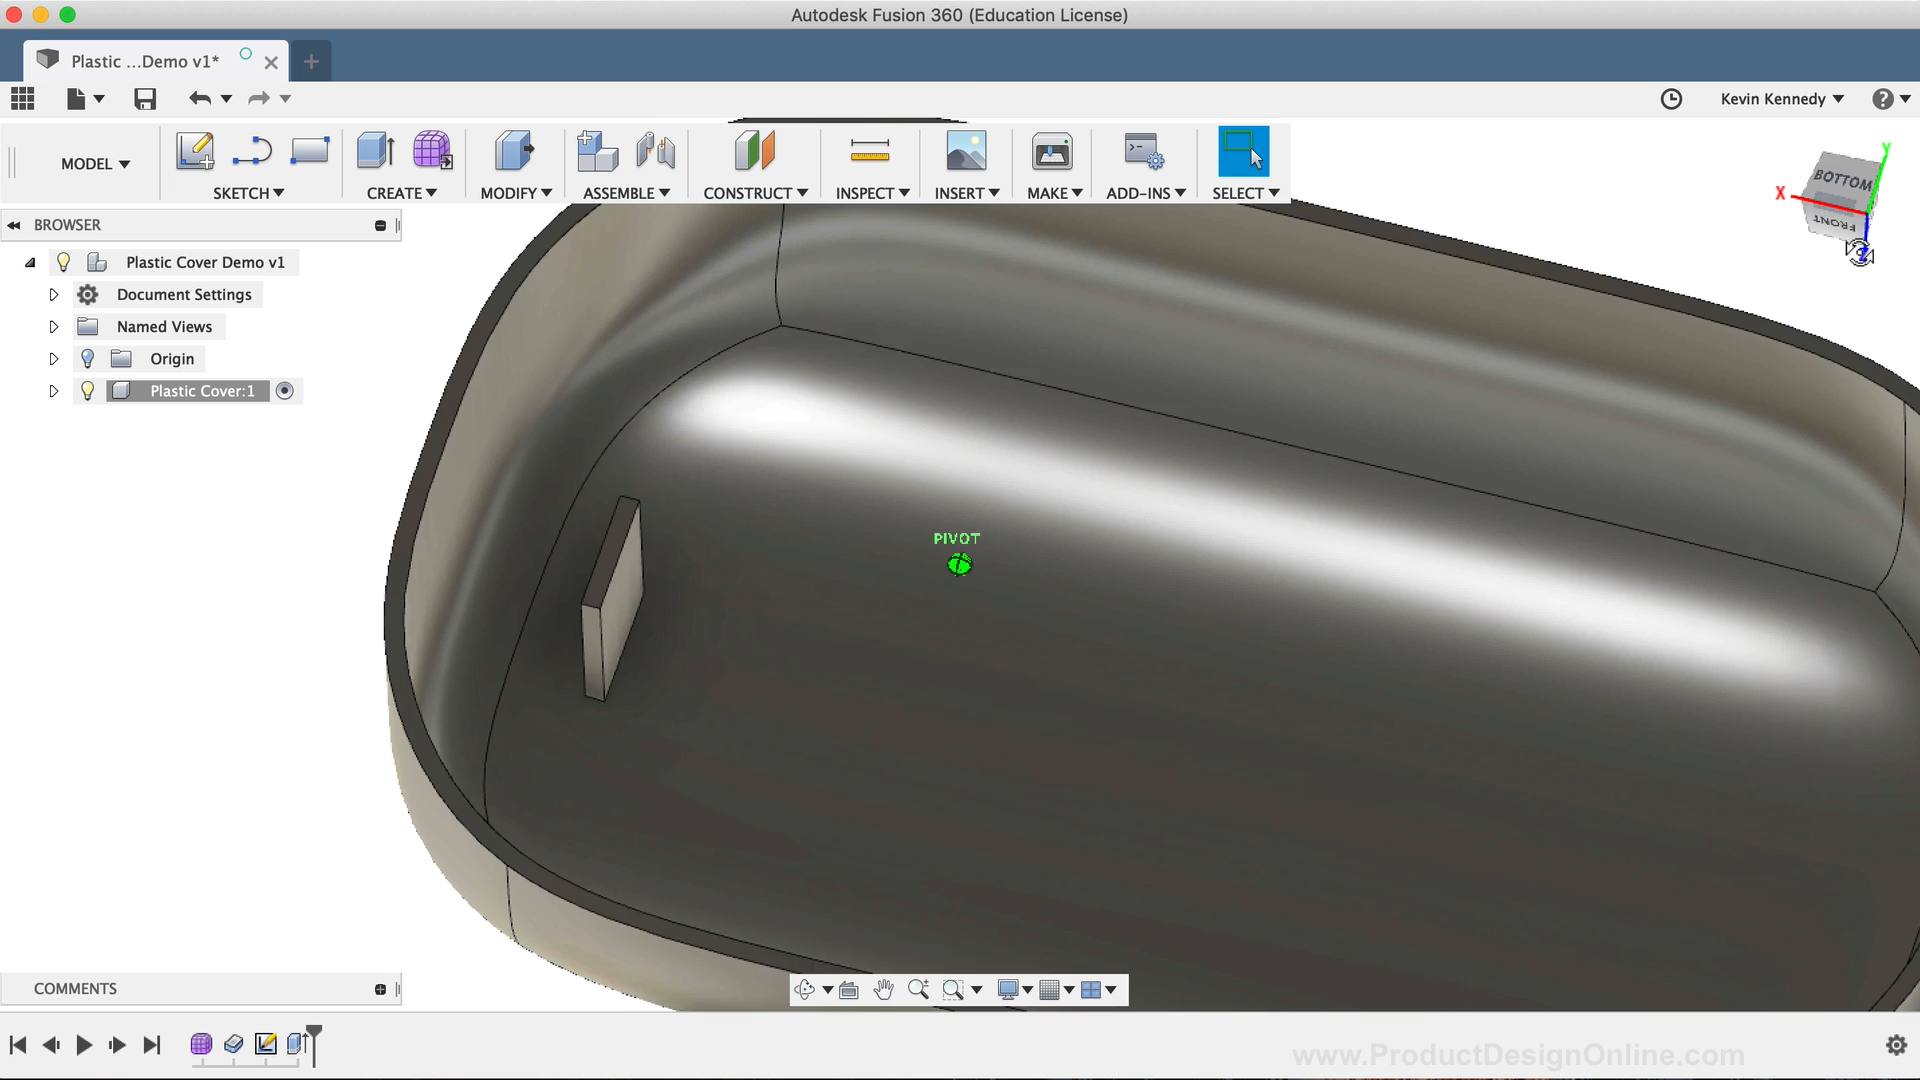 Autodesk Fusion 360 (Education License)
Plastic ...Demo v1*
Kevin Kennedy
MODEL
SKETCH
CREATE
MODIFY
ASSEMBLE
CONSTRUCT
INSPECT
INSERT
MAKE
ADD-INS
SELECT
BOTTOM
FRONT
X
Y
Z
BROWSER
Plastic Cover Demo v1
Document Settings
Named Views
Origin
Plastic Cover:1
PIVOT
COMMENTS
www.ProductDesignOnline.com